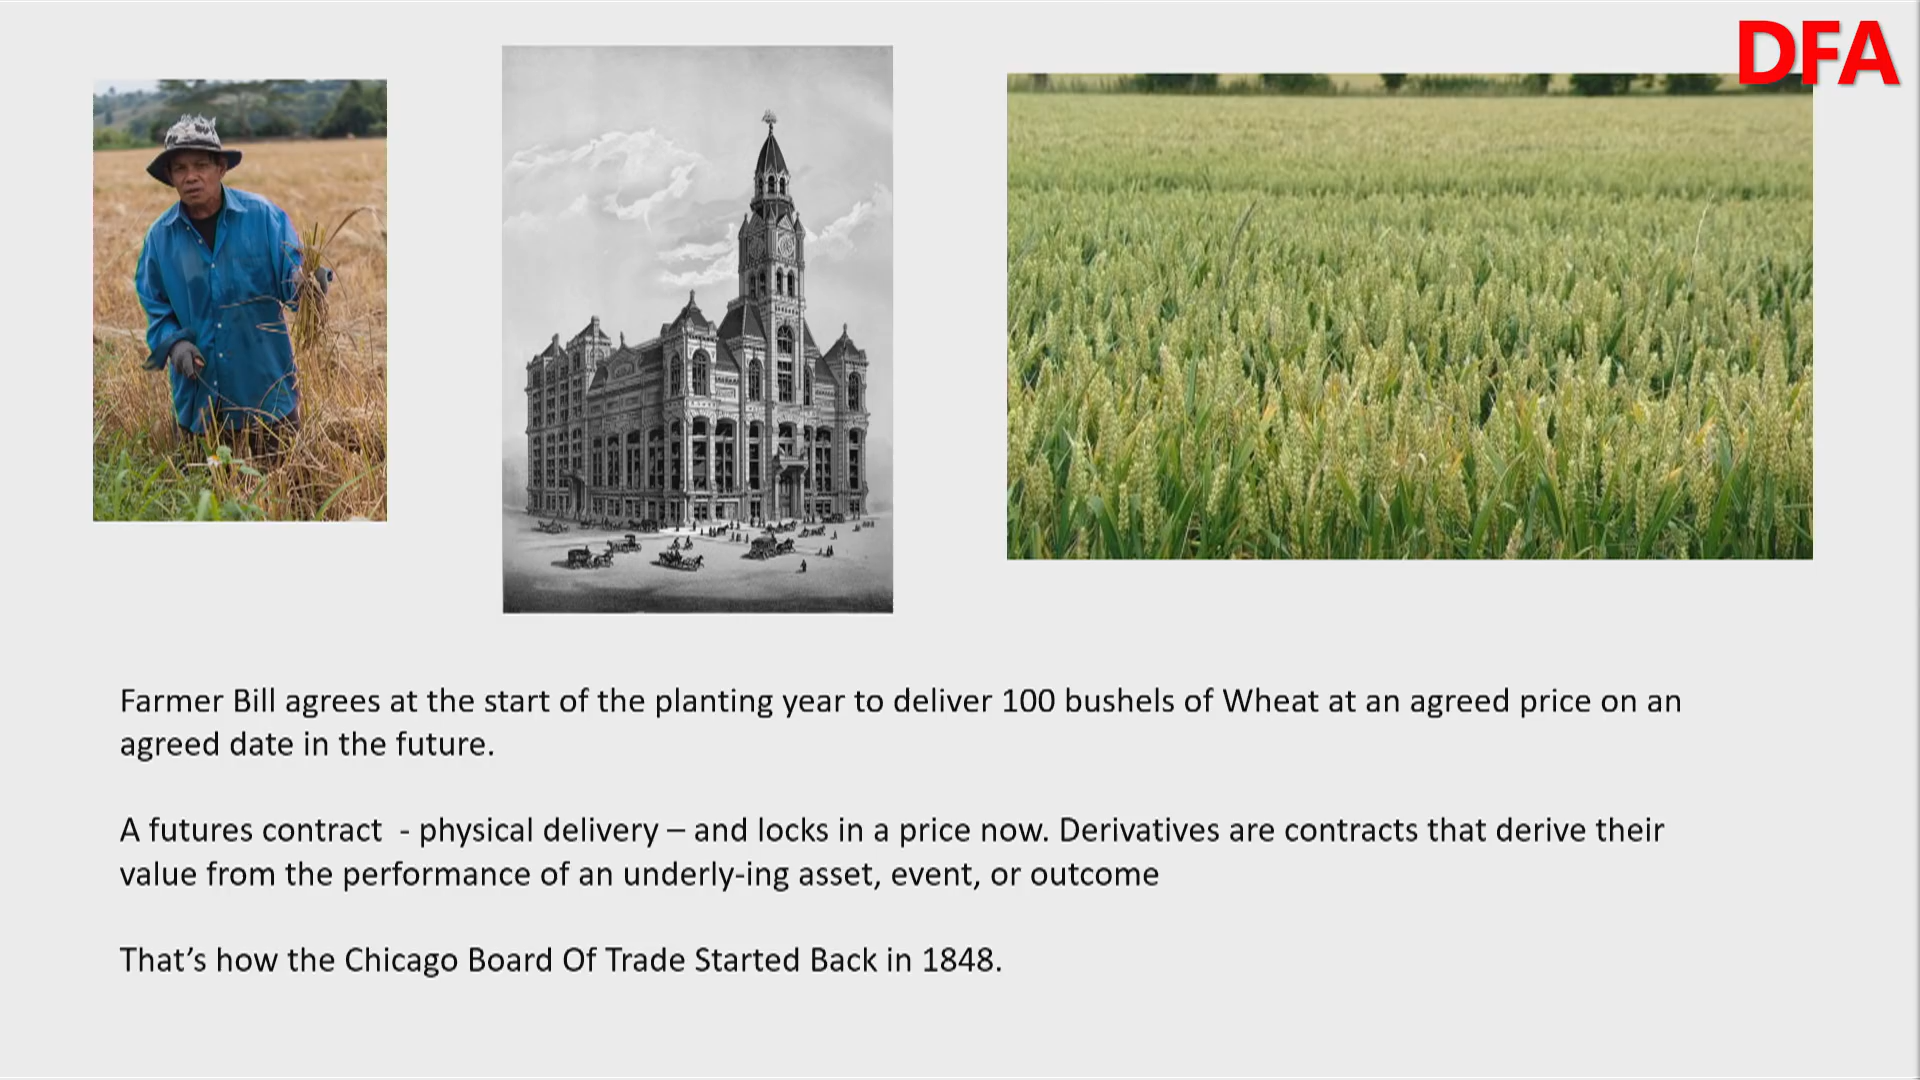 DFA
Farmer Bill agrees at the start of the planting year to deliver 100 bushels of Wheat at an agreed price on an
agreed date in the future.
A futures contract  - physical delivery – and locks in a price now. Derivatives are contracts that derive their
value from the performance of an underly-ing asset, event, or outcome
That’s how the Chicago Board Of Trade Started Back in 1848.